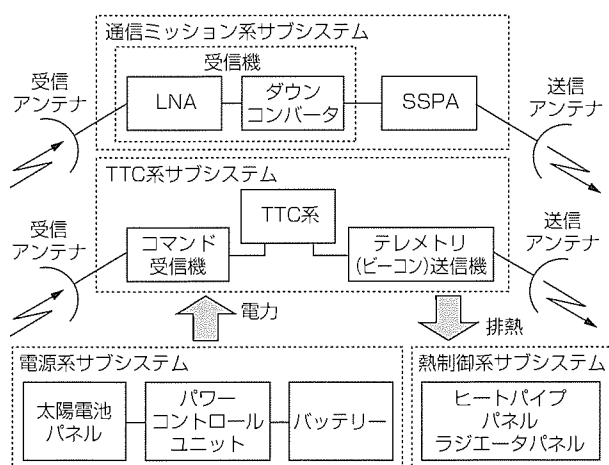 通信ミッション系サブシステム
受信機
受信
アンテナ
LNA
ダウン
コンバータ
SSPA
送信
アンテナ
TTC系サブシステム
TTC系
受信
アンテナ
コマンド
受信機
テレメトリ
(ビーコン)送信機
送信
アンテナ
電力
排熱
電源系サブシステム
太陽電池
パネル
パワー
コントロール
ユニット
バッテリー
熱制御系サブシステム
ヒートパイプ
パネル
ラジエータパネル